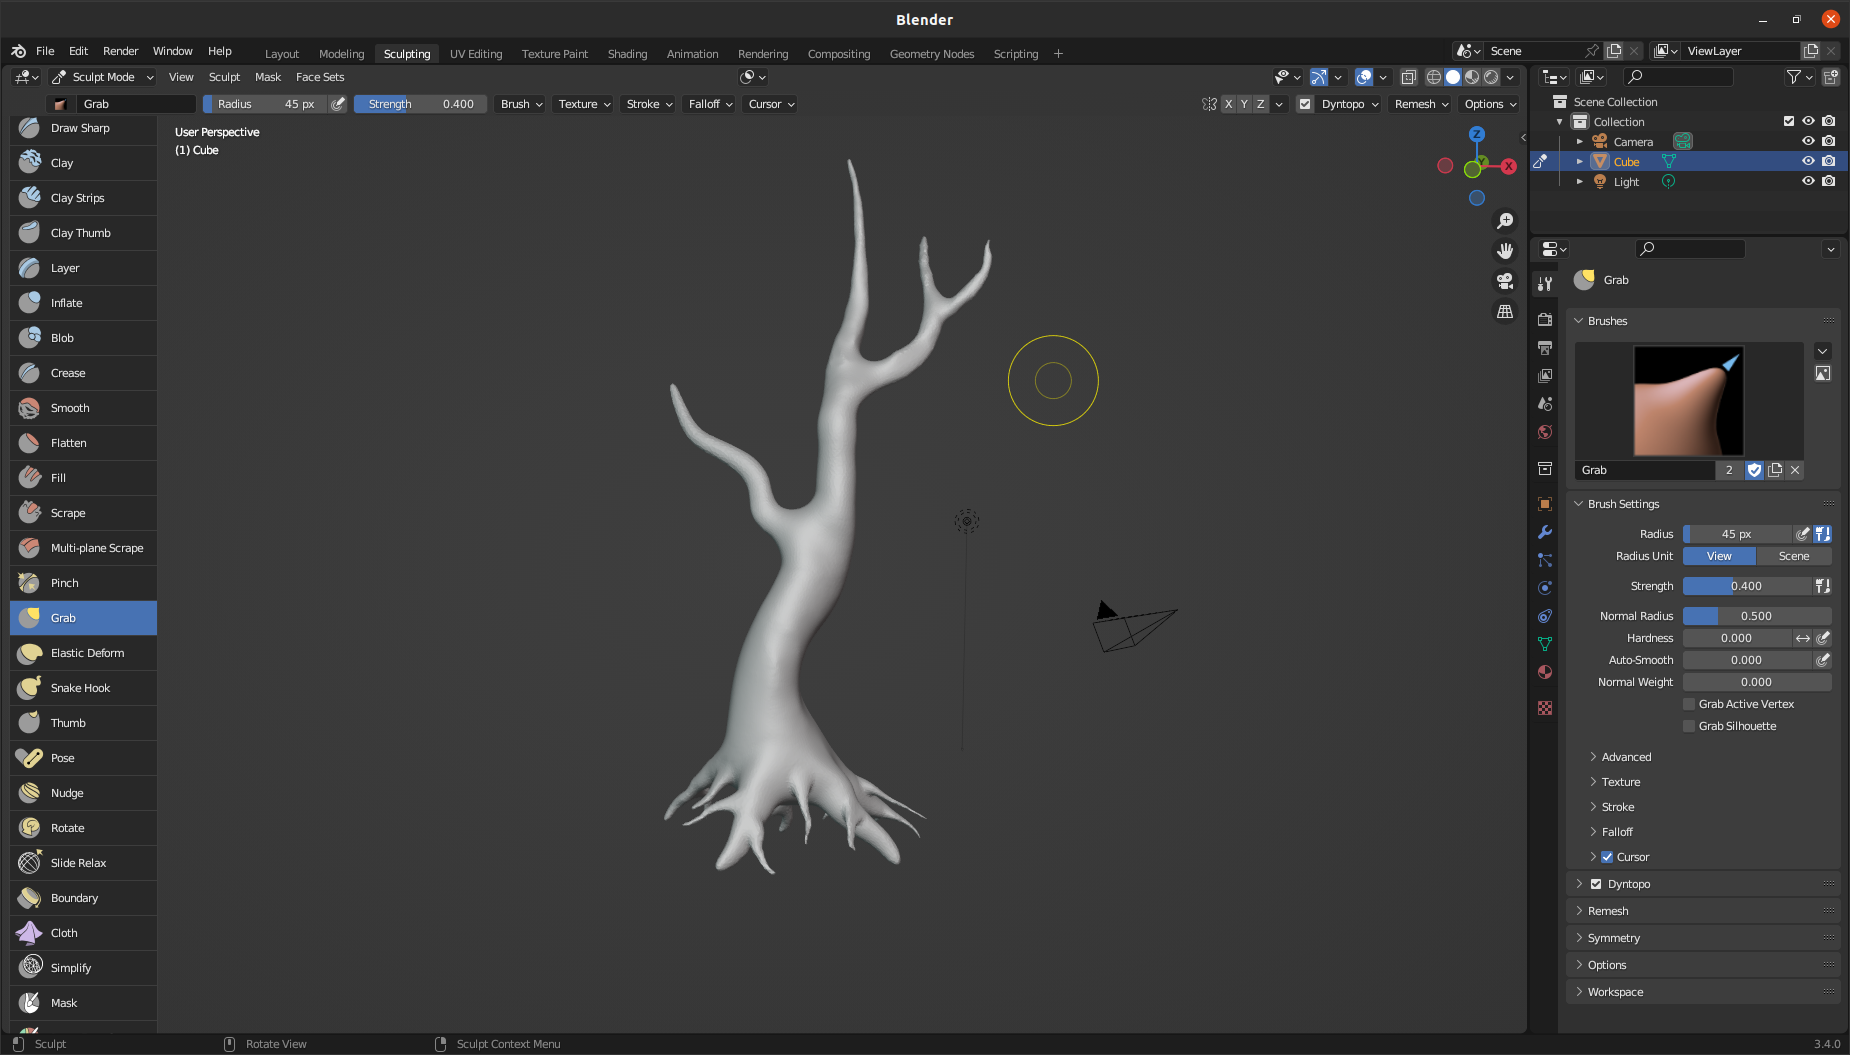 Blender
File Edit Render Window Help Layout Modeling Sculpting UV Editing Texture Paint Shading Animation Rendering Compositing Geometry Nodes Scripting + Scene ViewLayer
Sculpt Mode View Sculpt Mask Face Sets
Grab Radius 45 px Strength 0.400 Brush Texture Stroke Falloff Cursor X Y Z Dyntopo Remesh Options
Draw Sharp
Clay
Clay Strips
Clay Thumb
Layer
Inflate
Blob
Crease
Smooth
Flatten
Fill
Scrape
Multi-plane Scrape
Pinch
Grab
Elastic Deform
Snake Hook
Thumb
Pose
Nudge
Rotate
Slide Relax
Boundary
Cloth
Simplify
Mask
User Perspective
(1) Cube
Z
Y
X
Scene Collection
Collection
Camera
Cube
Light
Grab
Brushes
Grab 2
Brush Settings
Radius 45 px
Radius Unit View Scene
Strength 0.400
Normal Radius 0.500
Hardness 0.000
Auto-Smooth 0.000
Normal Weight 0.000
Grab Active Vertex
Grab Silhouette
Advanced
Texture
Stroke
Falloff
Cursor
Dyntopo
Remesh
Symmetry
Options
Workspace
Sculpt Rotate View Sculpt Context Menu 3.4.0